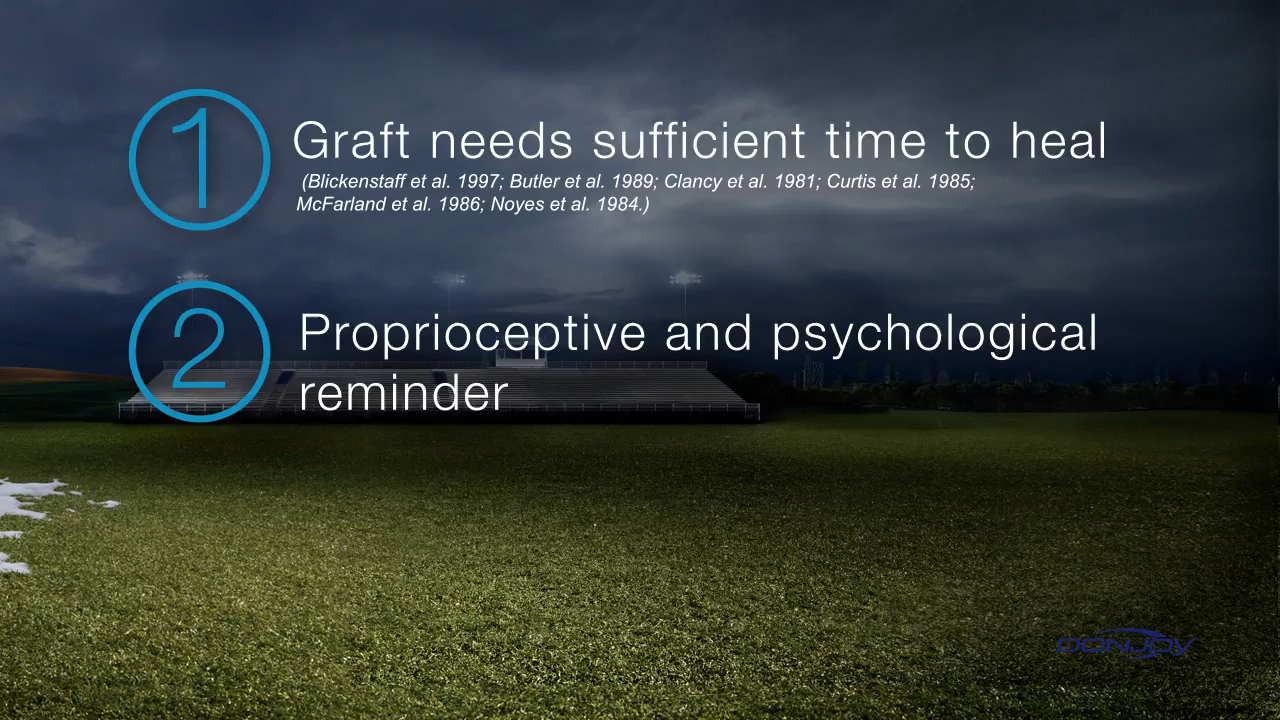 1
Graft needs sufficient time to heal
(Blickenstaff et al. 1997; Butler et al. 1989; Clancy et al. 1981; Curtis et al. 1985;
McFarland et al. 1986; Noyes et al. 1984.)
2
Proprioceptive and psychological
reminder
DONJOY